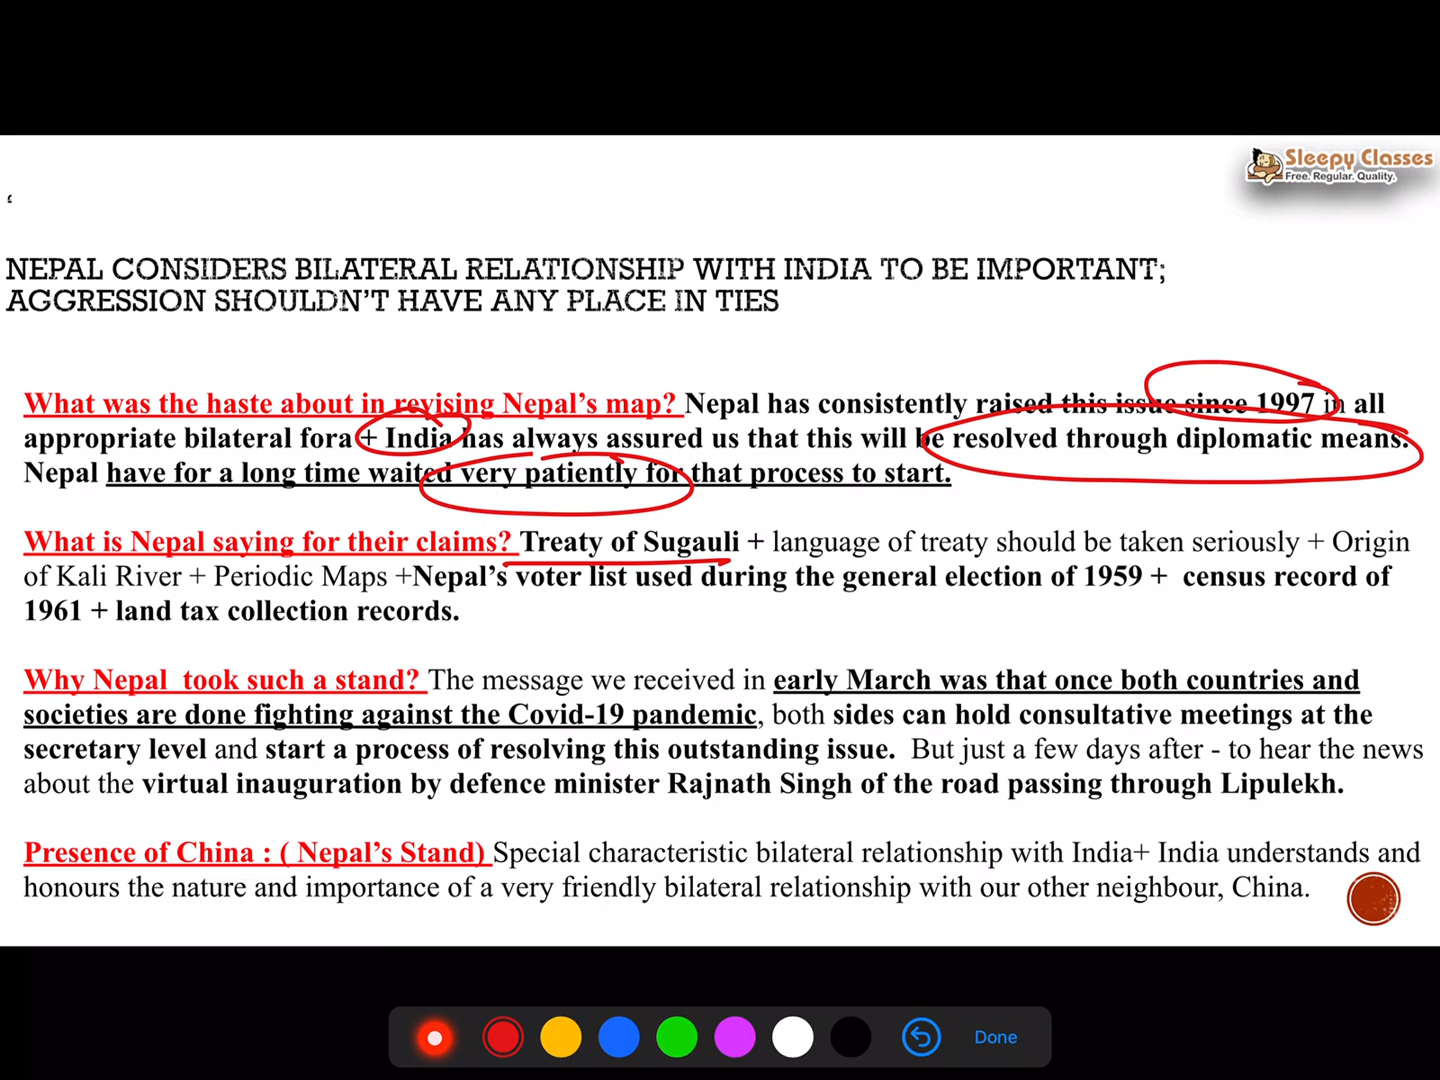 Sleepy Classes
Free. Regular. Quality.
‘
NEPAL CONSIDERS BILATERAL RELATIONSHIP WITH INDIA TO BE IMPORTANT;
AGGRESSION SHOULDN’T HAVE ANY PLACE IN TIES
What was the haste about in revising Nepal’s map? Nepal has consistently raised this issue since 1997 in all
appropriate bilateral fora + India has always assured us that this will be resolved through diplomatic means.
Nepal have for a long time waited very patiently for that process to start.
What is Nepal saying for their claims? Treaty of Sugauli + language of treaty should be taken seriously + Origin
of Kali River + Periodic Maps +Nepal’s voter list used during the general election of 1959 + census record of
1961 + land tax collection records.
Why Nepal took such a stand? The message we received in early March was that once both countries and
societies are done fighting against the Covid-19 pandemic, both sides can hold consultative meetings at the
secretary level and start a process of resolving this outstanding issue. But just a few days after - to hear the news
about the virtual inauguration by defence minister Rajnath Singh of the road passing through Lipulekh.
Presence of China : ( Nepal’s Stand) Special characteristic bilateral relationship with India+ India understands and
honours the nature and importance of a very friendly bilateral relationship with our other neighbour, China.
Done